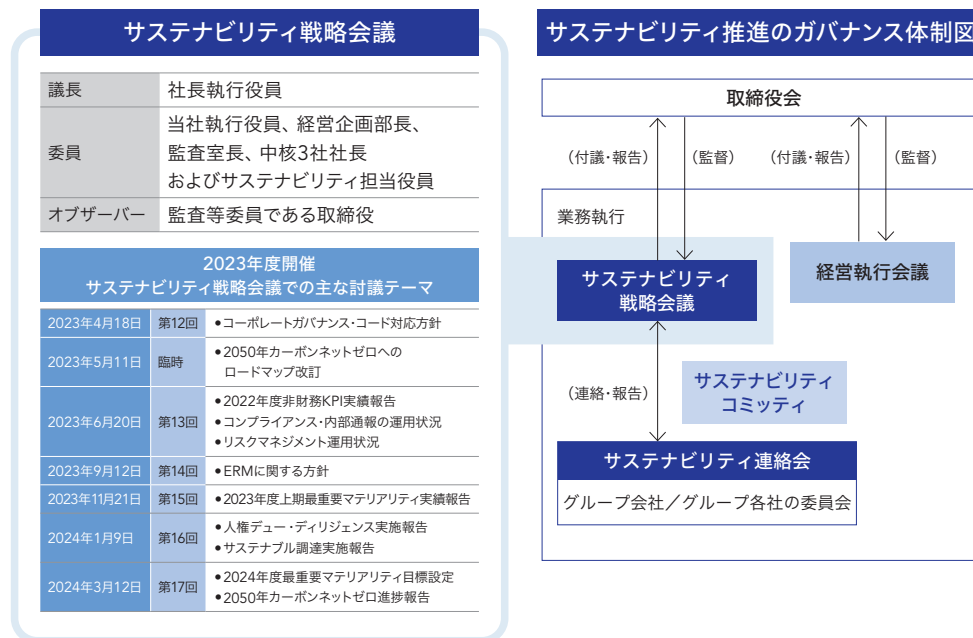 サステナビリティ戦略会議
議長 社長執行役員
委員 当社執行役員、経営企画部長、
監査室長、中核3社社長
およびサステナビリティ担当役員
オブザーバー 監査等委員である取締役
2023年度開催
サステナビリティ戦略会議での主な討議テーマ
2023年4月18日 第12回 ●コーポレートガバナンス・コード対応方針
2023年5月11日 臨時 ●2050年カーボンネットゼロへの
ロードマップ改訂
2023年6月20日 第13回 ●2022年度非財務KPI実績報告
●コンプライアンス・内部通報の運用状況
●リスクマネジメント運用状況
2023年9月12日 第14回 ●ERMに関する方針
2023年11月21日 第15回 ●2023年度上期最重要マテリアリティ実績報告
2024年1月9日 第16回 ●人権デュー・ディリジェンス実施報告
●サステナブル調達実施報告
2024年3月12日 第17回 ●2024年度最重要マテリアリティ目標設定
●2050年カーボンネットゼロ進捗報告
サステナビリティ推進のガバナンス体制図
取締役会
（付議・報告） （監督） （付議・報告） （監督）
業務執行
サステナビリティ
戦略会議
経営執行会議
（連絡・報告）
サステナビリティ
コミッティ
サステナビリティ連絡会
グループ会社／グループ各社の委員会